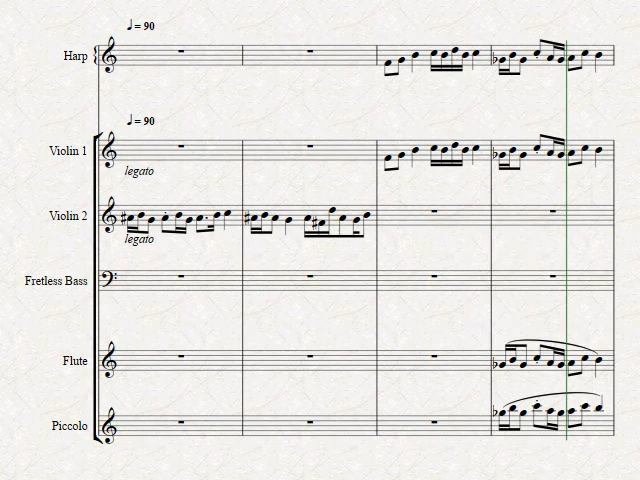 ♩ = 90
Harp
♩ = 90
Violin 1
legato
Violin 2
legato
Fretless Bass
Flute
Piccolo